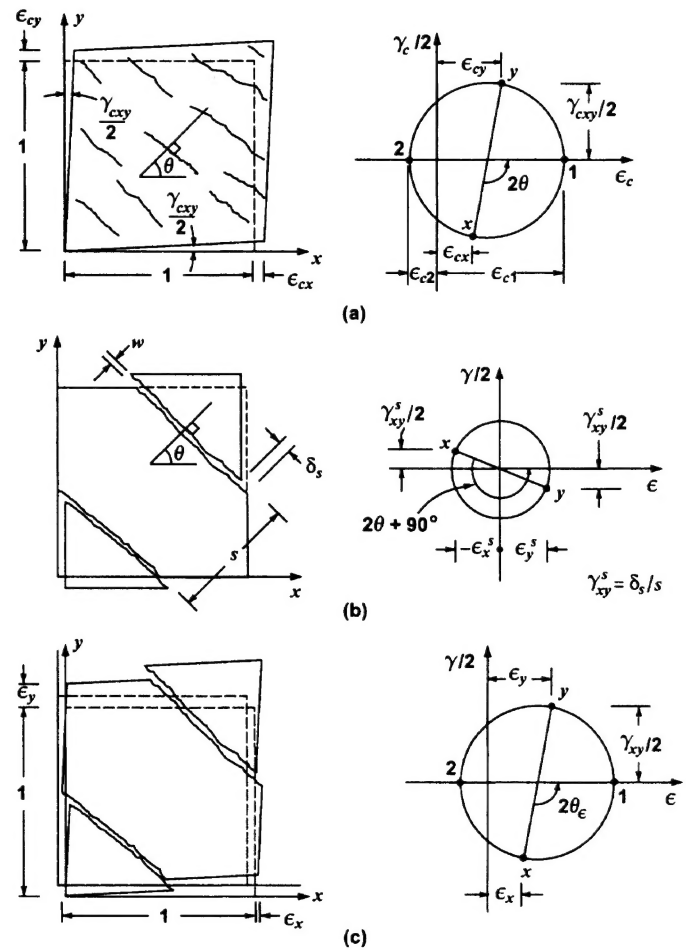 ϵcy
y
γcxy/2
1
θ
γcxy/2
x
1
ϵcx
γc/2
ϵcy
y
γcxy/2
2
1
ϵc
2θ
x
ϵcx
ϵc2
ϵc1
(a)
y
w
θ
δs
s
x
γ/2
γˢxy/2
γˢxy/2
x
y
ϵ
2θ + 90°
-ϵxˢ
ϵyˢ
γˢxy = δs/s
(b)
y
ϵy
1
x
1
ϵx
γ/2
ϵy
y
γxy/2
2
1
ϵ
2θϵ
x
ϵx
(c)